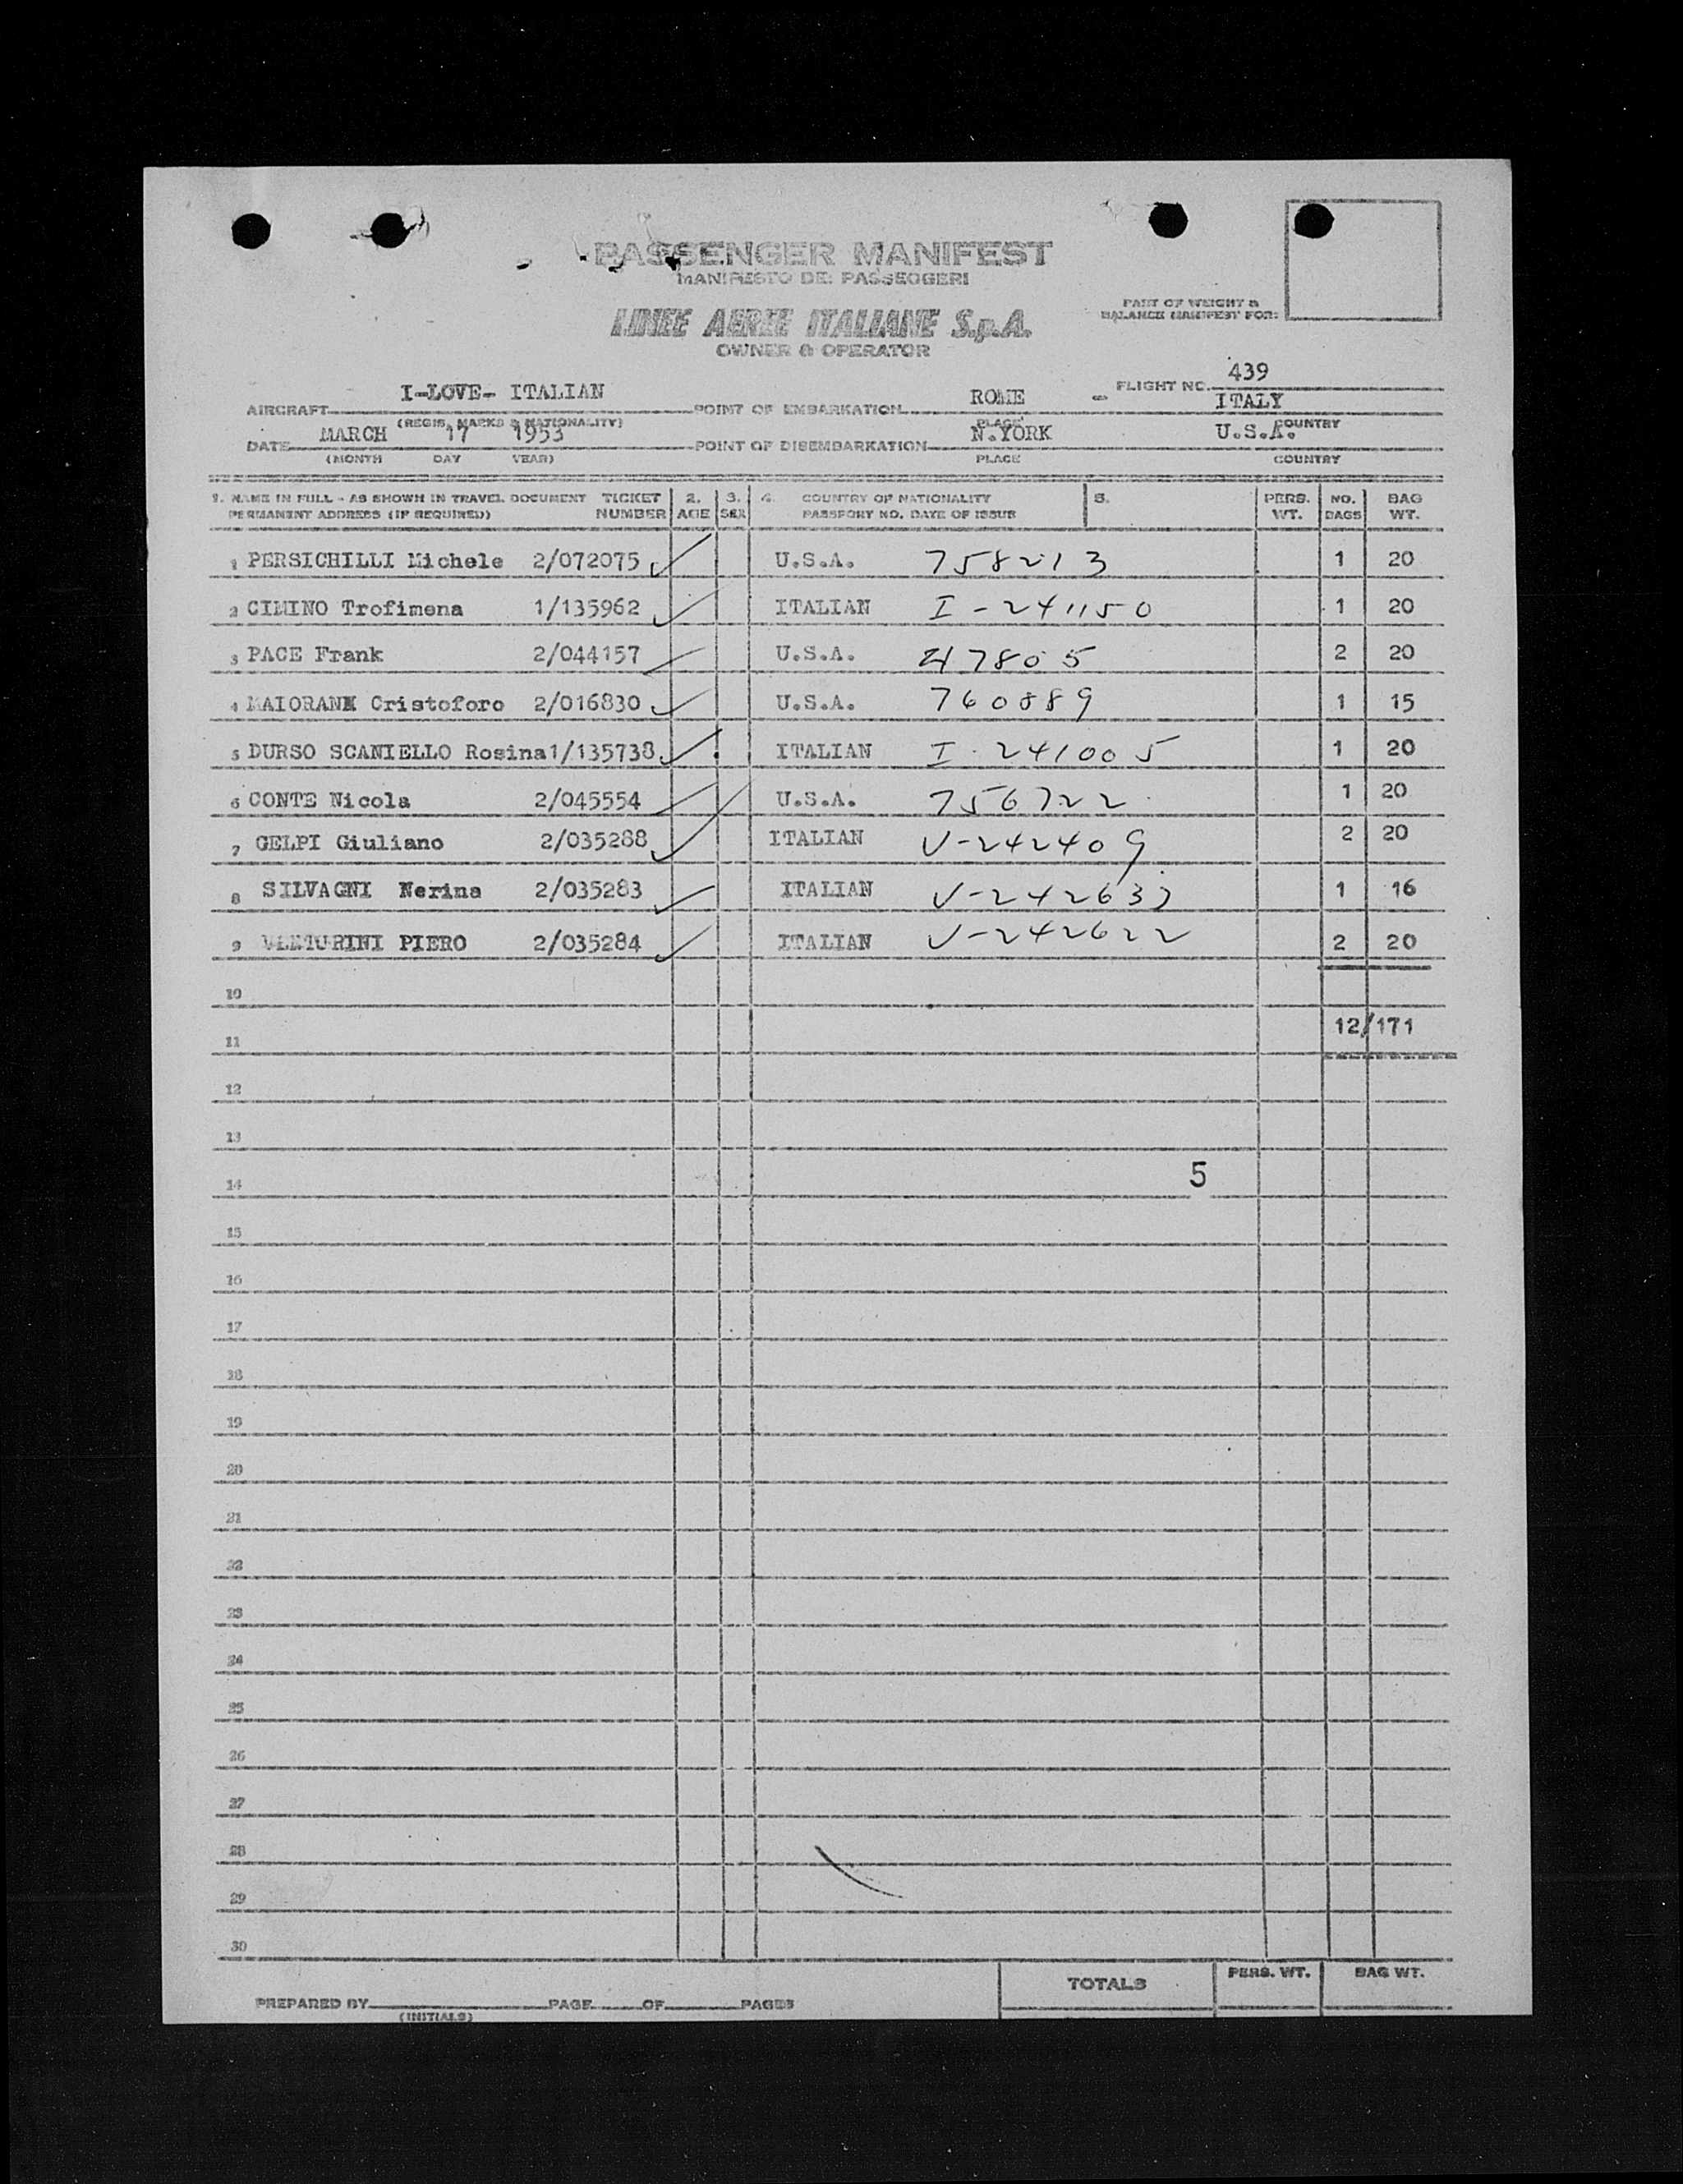 PASSENGER MANIFEST
MANIFESTO DEI PASSEGGERI
LINEE AEREE ITALIANE S.p.A.
OWNER & OPERATOR
PART OF WEIGHT &
BALANCE MANIFEST FOR:
FLIGHT NO. 439
AIRCRAFT I-LOVE- ITALIAN POINT OF EMBARKATION ROME - ITALY
(REGIS. MARKS & NATIONALITY) PLACE COUNTRY
DATE MARCH 17 1953 POINT OF DISEMBARKATION N.YORK U.S.A.
(MONTH DAY YEAR) PLACE COUNTRY
1. NAME IN FULL - AS SHOWN IN TRAVEL DOCUMENT TICKET 2. 3. 4. COUNTRY OF NATIONALITY 5. PERS. NO. BAG
PERMANENT ADDRESS (IF REQUIRED) NUMBER AGE SEX PASSPORT NO. DATE OF ISSUE WT. BAGS WT.
1 PERSICHILLI Michele 2/072075 U.S.A. 758213 1 20
2 CIMINO Trofimena 1/135962 ITALIAN I-241150 1 20
3 PACE Frank 2/044157 U.S.A. 47805 2 20
4 Cristoforo 2/016830 U.S.A. 760889 1 15
5 DURSO SCANIELLO Rosina1/135738 ITALIAN I-241005 1 20
6 CONTE Nicola 2/045554 U.S.A. 756722 1 20
7 GELPI Giuliano 2/035288 ITALIAN V-242409 2 20
8 SILVAGNI Nerina 2/035283 ITALIAN 1 16
9 VENTURINI PIERO 2/035284 ITALIAN V-242622 2 20
10
12/171
11
12
13
5
14
15
16
17
18
19
20
21
22
23
24
25
26
27
28
29
30
TOTALS PERS. WT. BAG WT.
PREPARED BY PAGE OF PAGES
(INITIALS)